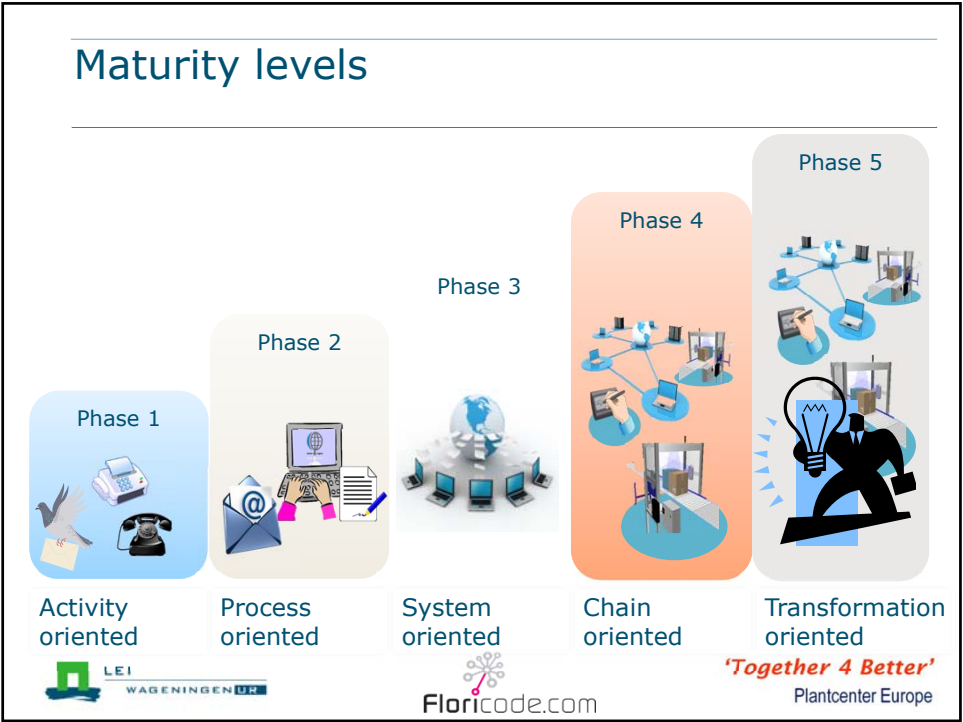 Maturity levels
Phase 5
Phase 4
Phase 3
Phase 2
Phase 1
@
Activity
oriented
Process
oriented
System
oriented
Chain
oriented
Transformation
oriented
LEI
WAGENINGEN UR
Floricode.com
'Together 4 Better'
Plantcenter Europe